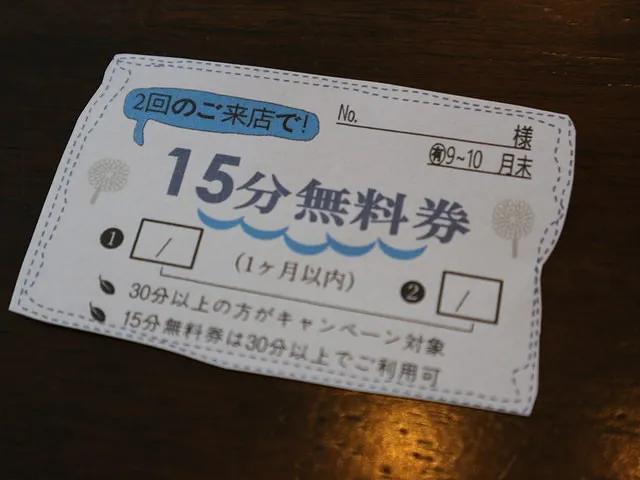 2回のご来店で!
No. 様
㊒9~10 月末
15分無料券
❶ /
(1ヶ月以内)
❷ /
30分以上の方がキャンペーン対象
15分無料券は30分以上でご利用可